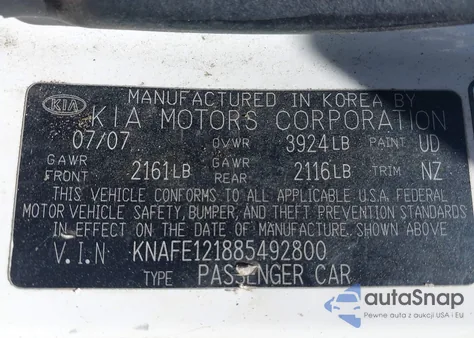 KIA
MANUFACTURED IN KOREA BY
KIA MOTORS CORPORATION
07/07 GVWR 3924LB PAINT UD
GAWR FRONT 2161LB GAWR REAR 2116LB TRIM NZ
THIS VEHICLE CONFORMS TO ALL APPLICABLE U.S.A. FEDERAL
MOTOR VEHICLE SAFETY, BUMPER, AND THEFT PREVENTION STANDARDS
IN EFFECT ON THE DATE OF MANUFACTURE, SHOWN ABOVE
V.I.N KNAFE121885492800
TYPE PASSENGER CAR
autoSnap
Pewne auta z aukcji USA i EU